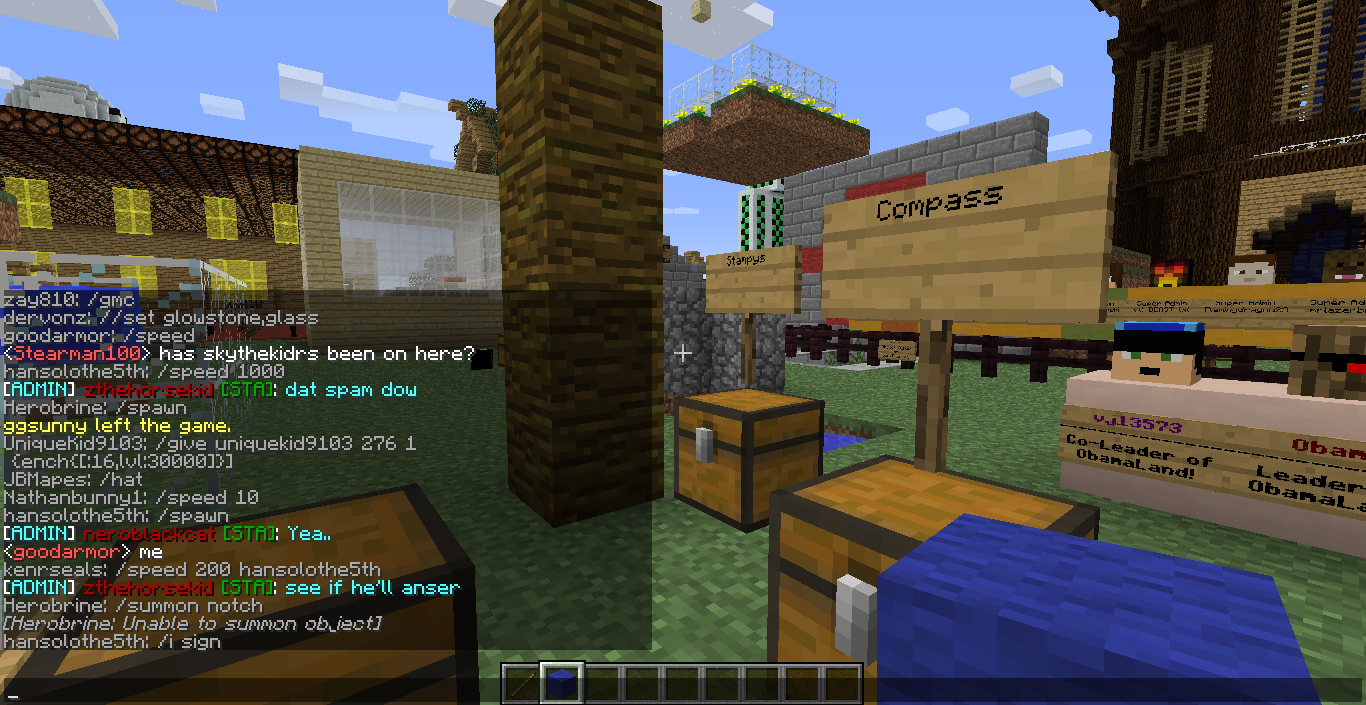 Compass
Stampys
zay810: /gmc
dervonz: //set glowstone,glass
goodarmor: /speed
<Stearman100> has skythekidrs been on here?
hansolothe5th: /speed 1000
[ADMIN] zthehorsekid [STA]: dat spam dow
Herobrine: /spawn
ggsunny left the game.
UniqueKid9103: /give uniquekid9103 276 1
{ench:[{:16,lvl:30000}]}]
JBMapes: /hat
Nathanbunny1: /speed 10
hansolothe5th: /spawn
[ADMIN] neroblackcat [STA]: Yea..
<goodarmor> me
kenrseals: /speed 200 hansolothe5th
[ADMIN] zthehorsekid [STA]: see if he'll anser
Herobrine: /summon notch
[Herobrine: Unable to summon object]
hansolothe5th: /i sign
_
Super Admin
Super Admin
Super Ad
vj13573
Co-Leader of
ObamaLand!
Obam
Leader
ObamaLa